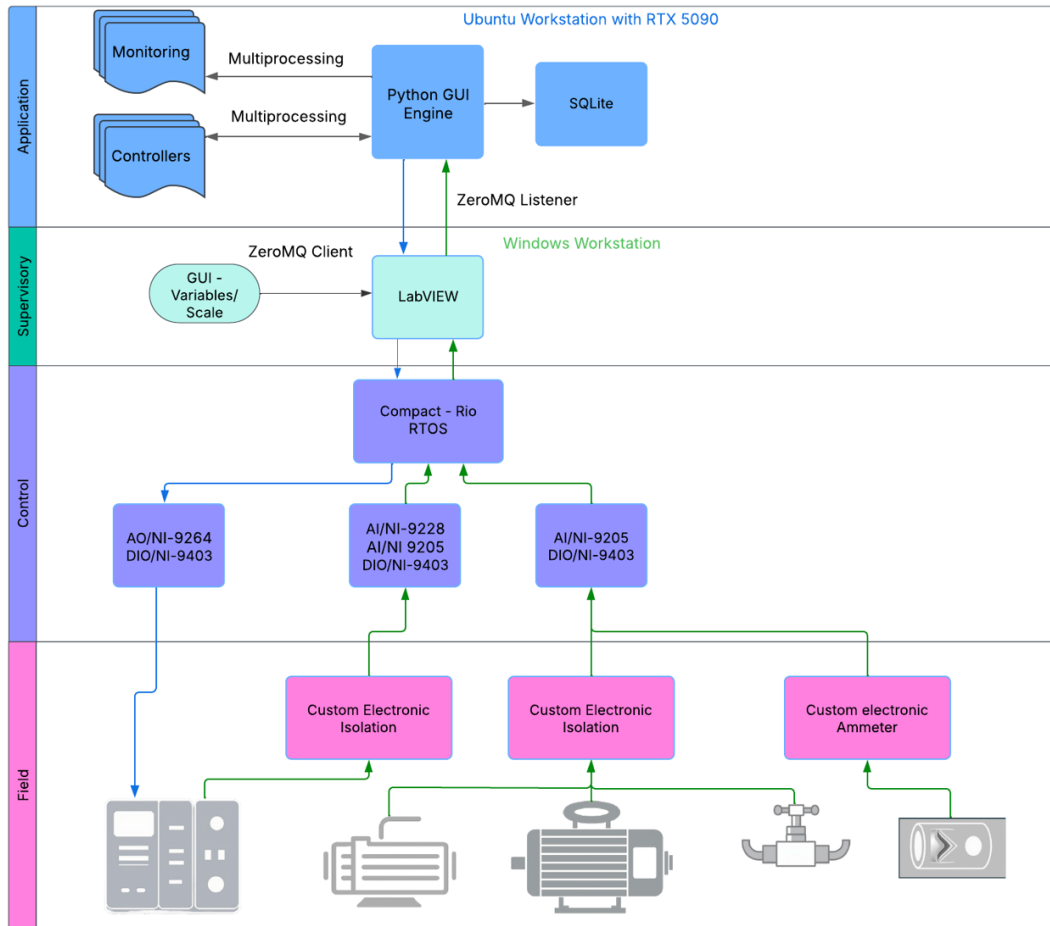 Ubuntu Workstation with RTX 5090
Application
Monitoring
Multiprocessing
Python GUI
Engine
SQLite
Multiprocessing
Controllers
ZeroMQ Listener
Supervisory
Windows Workstation
ZeroMQ Client
GUI -
Variables/
Scale
LabVIEW
Control
Compact - Rio
RTOS
AO/NI-9264
DIO/NI-9403
AI/NI-9228
AI/NI 9205
DIO/NI-9403
AI/NI-9205
DIO/NI-9403
Field
Custom Electronic
Isolation
Custom Electronic
Isolation
Custom electronic
Ammeter